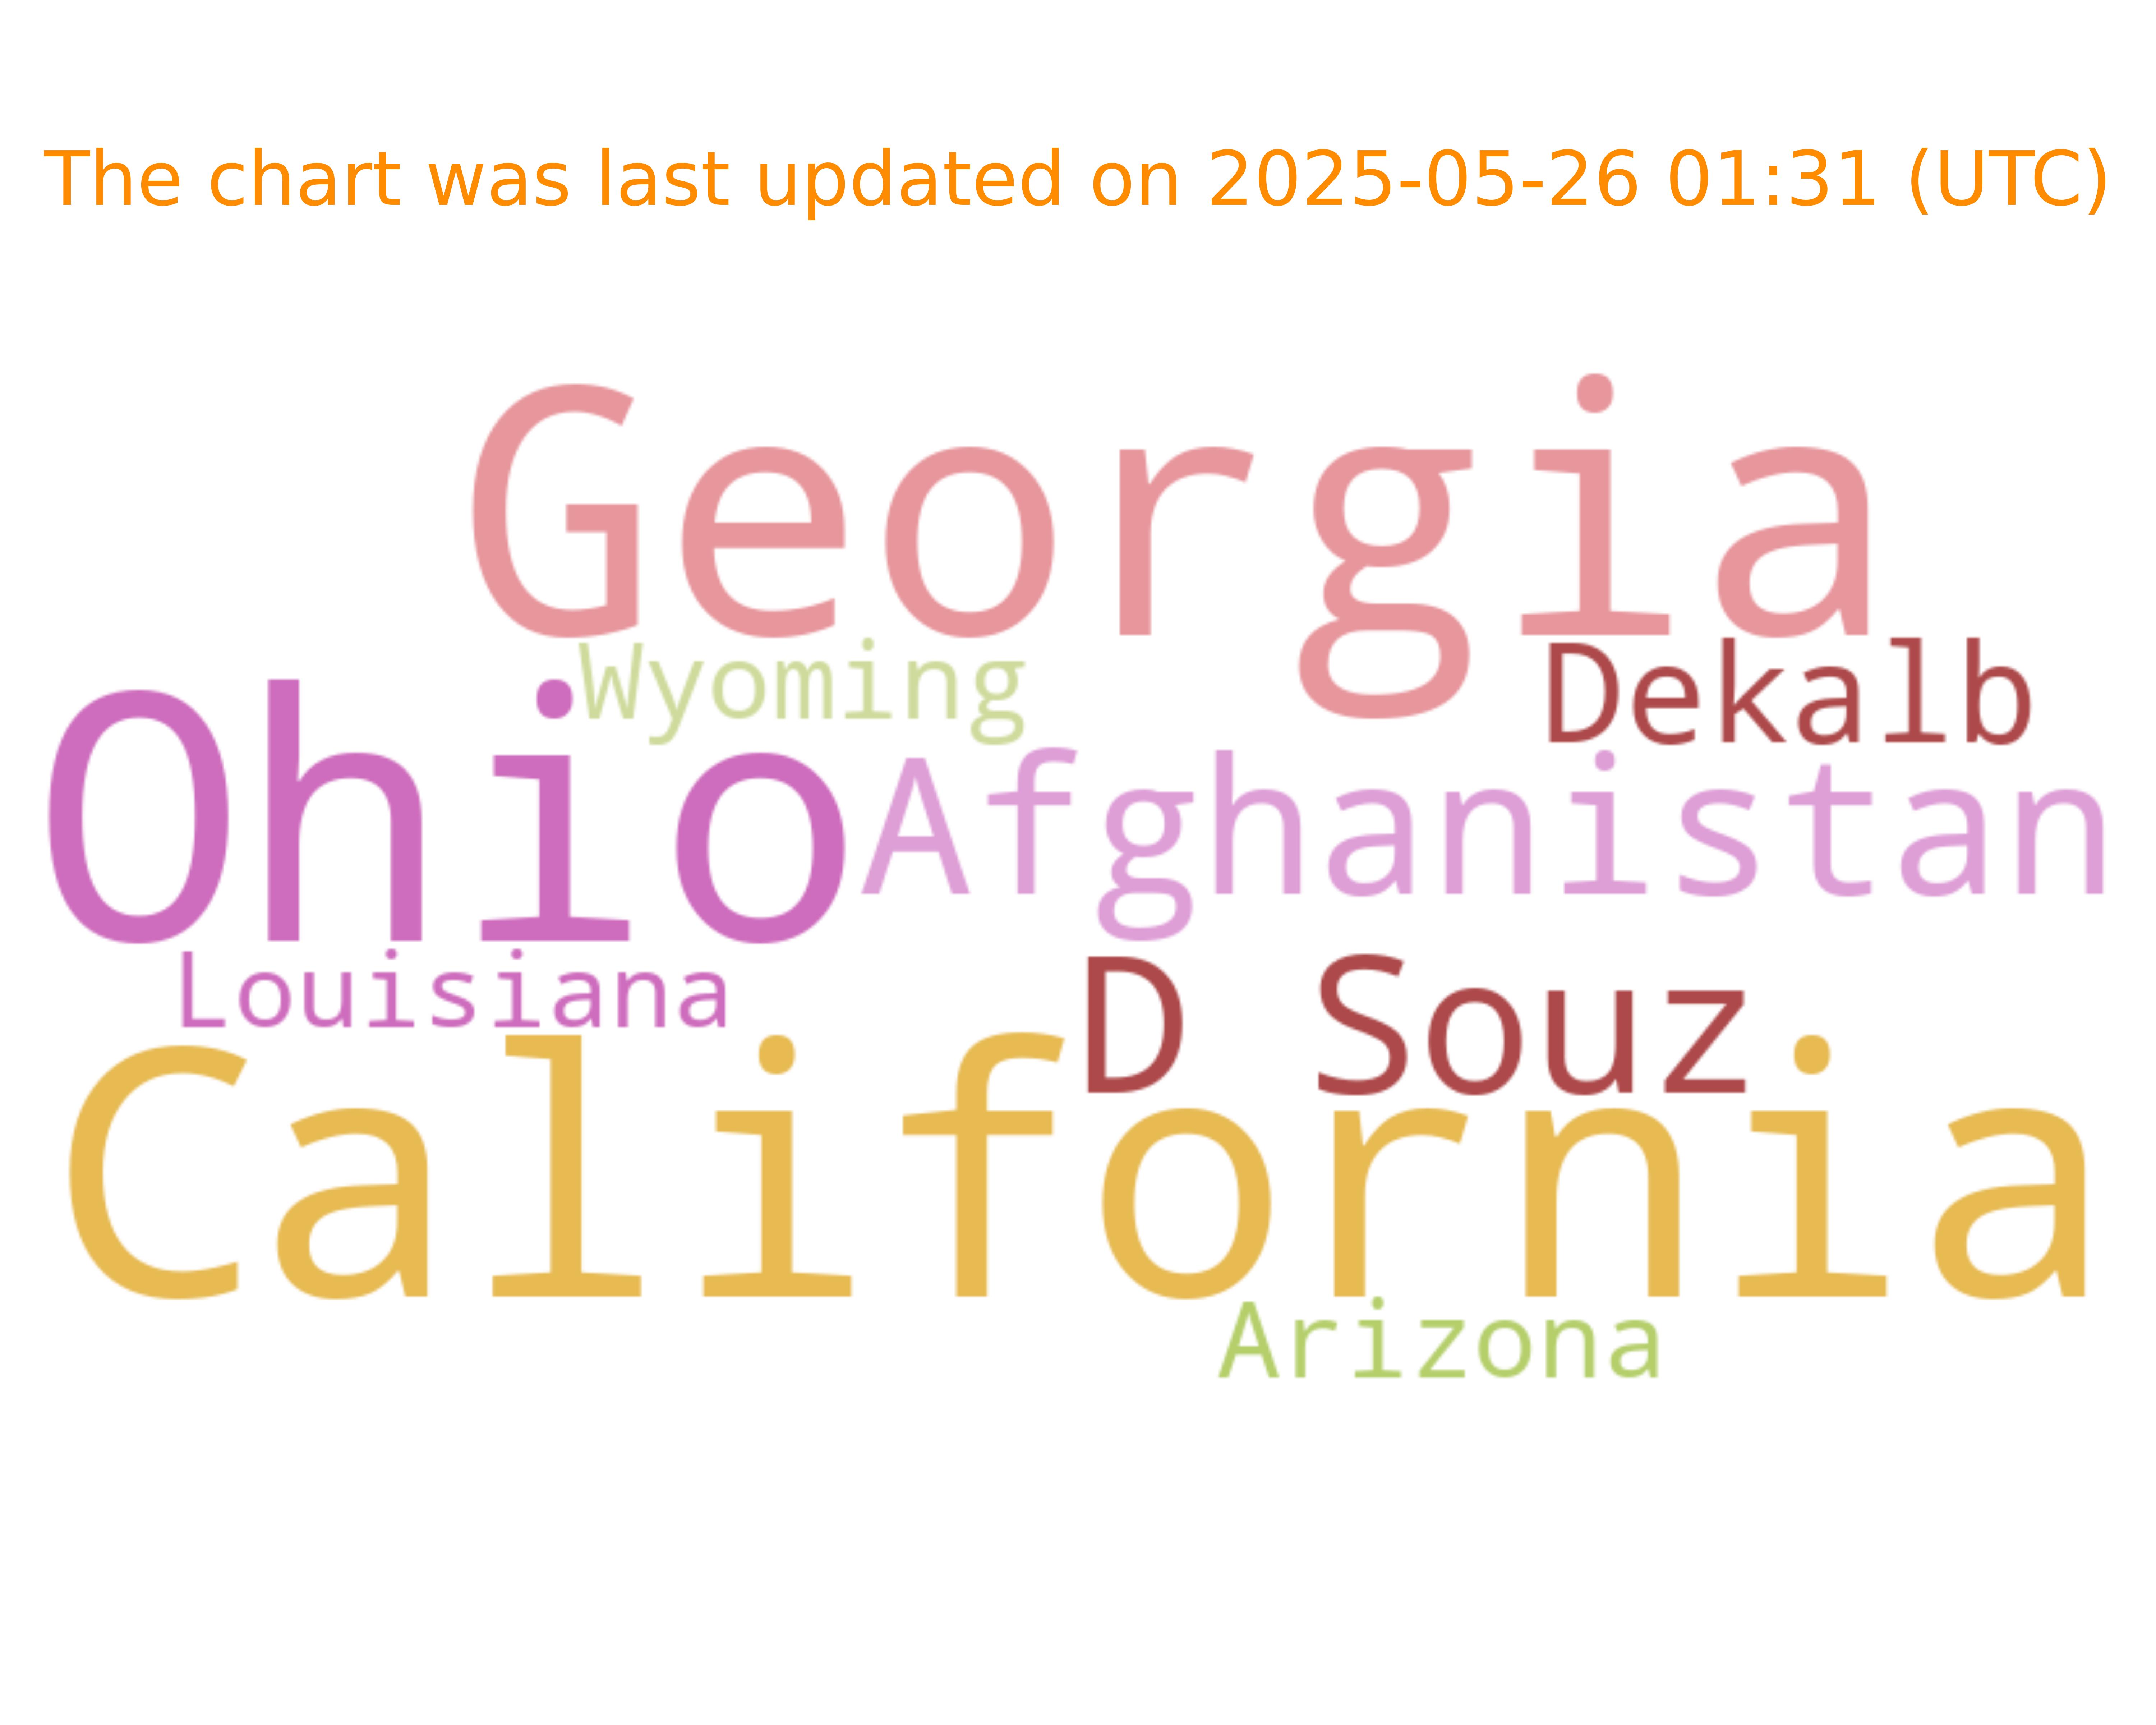 The chart was last updated on 2025-05-26 01:31 (UTC)
Georgia
Wyoming
Dekalb
Ohio
Afghanistan
Louisiana
D Souz
California
Arizona